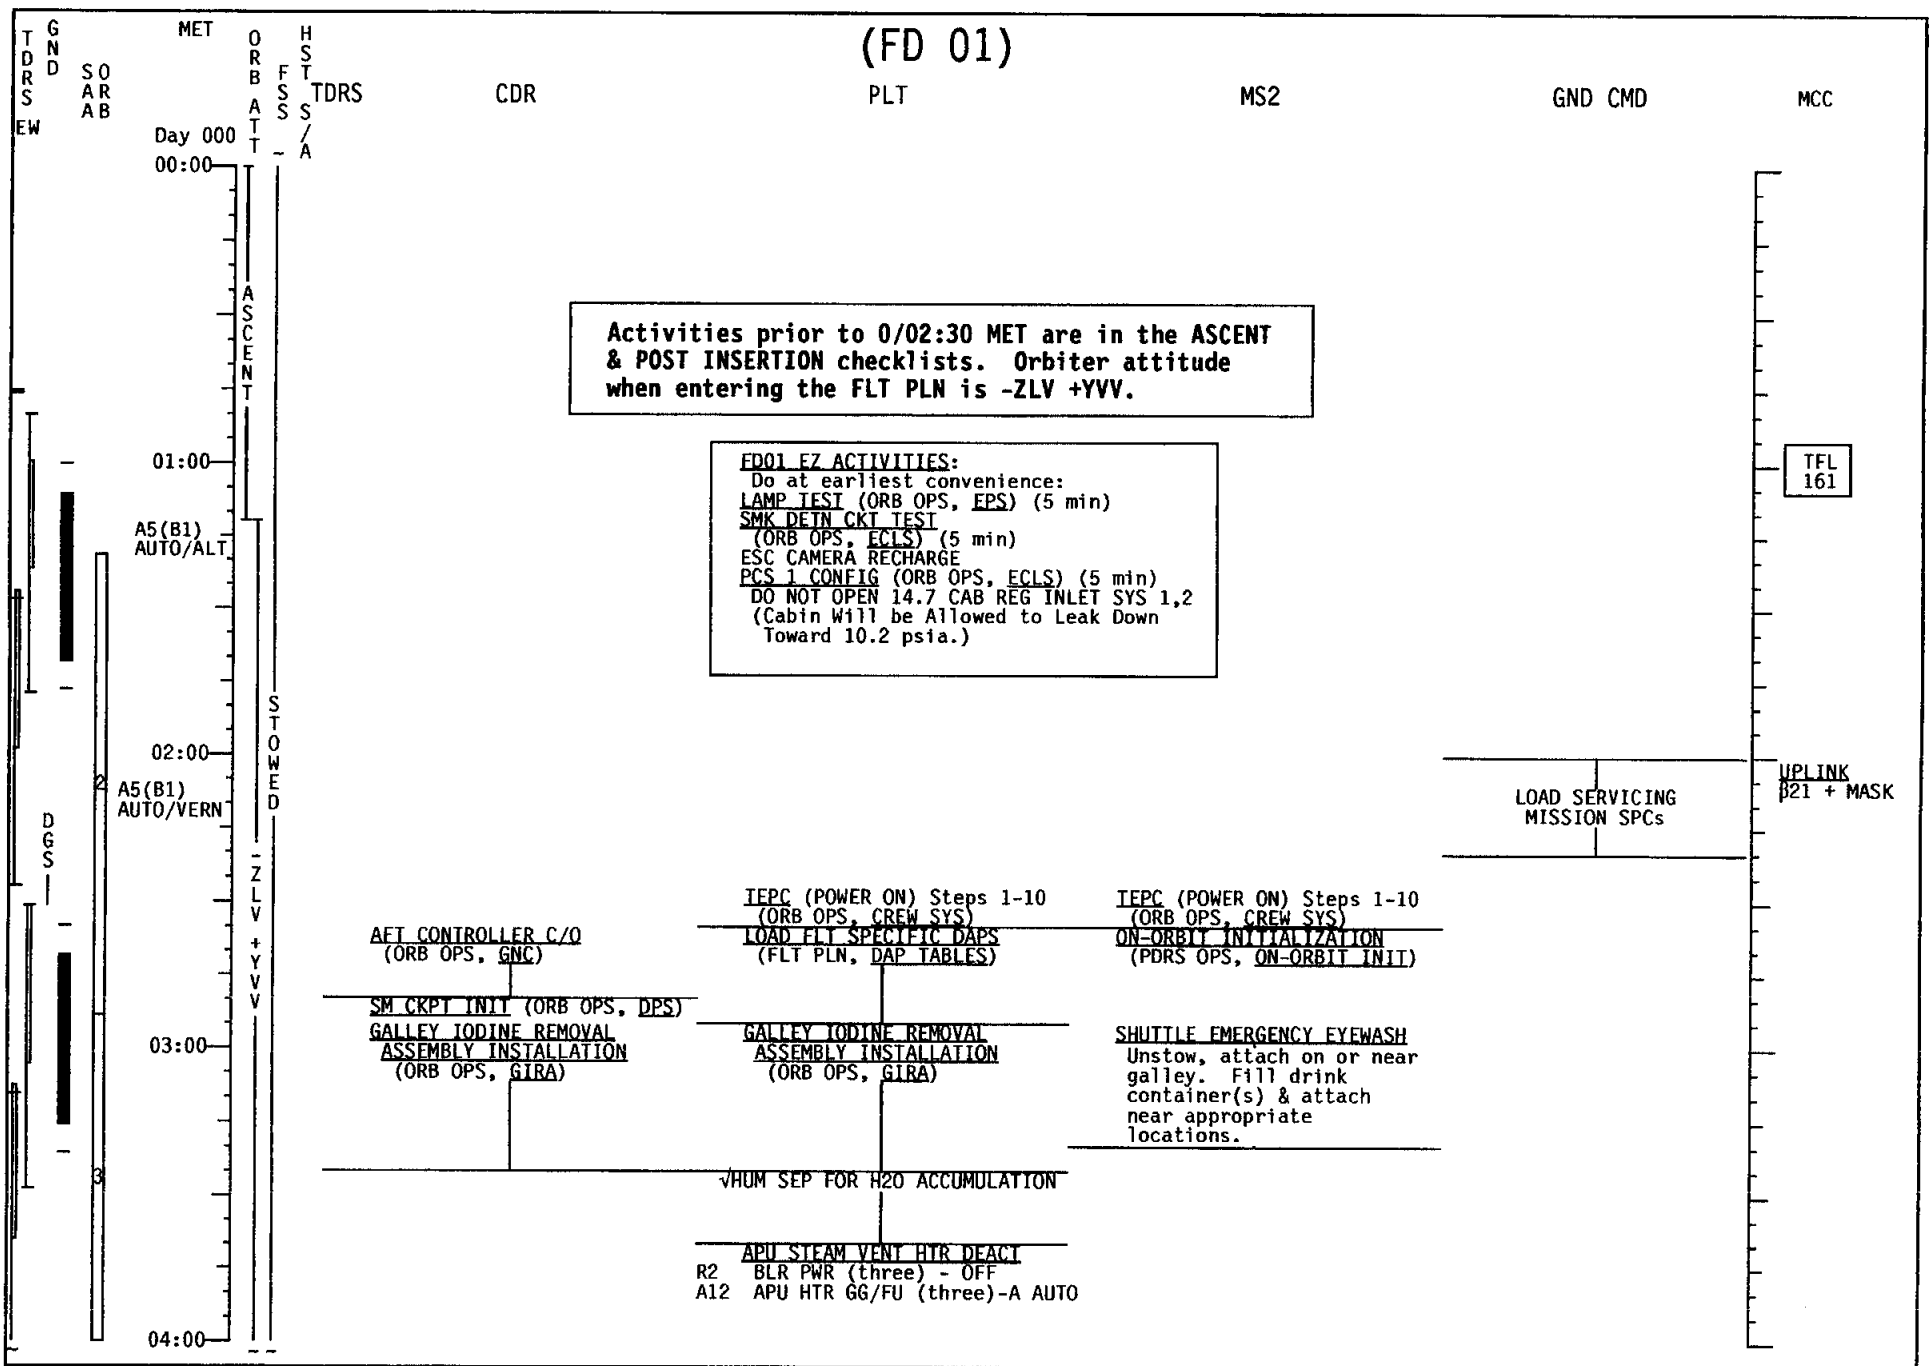 (FD 01)
TDRS
EW
GND
SAA
ORB
MET
ORB ATT
FSS
HST S/A
TDRS
CDR
PLT
MS2
GND CMD
MCC
Day 000
~
00:00
ASCENT
Activities prior to 0/02:30 MET are in the ASCENT
& POST INSERTION checklists. Orbiter attitude
when entering the FLT PLN is -ZLV +YVV.
01:00
A5(B1)
AUTO/ALT
FD01 EZ ACTIVITIES:
Do at earliest convenience:
LAMP TEST (ORB OPS, EPS) (5 min)
SMK DETN CKT TEST
(ORB OPS, ECLS) (5 min)
ESC CAMERA RECHARGE
PCS 1 CONFIG (ORB OPS, ECLS) (5 min)
DO NOT OPEN 14.7 CAB REG INLET SYS 1,2
(Cabin Will be Allowed to Leak Down
Toward 10.2 psia.)
TFL
161
STOWED
02:00
2
A5(B1)
AUTO/VERN
LOAD SERVICING
MISSION SPCs
UPLINK
β21 + MASK
DGS
-ZLV +YVV
AFT CONTROLLER C/O
(ORB OPS, GNC)
SM CKPT INIT (ORB OPS, DPS)
GALLEY IODINE REMOVAL
ASSEMBLY INSTALLATION
(ORB OPS, GIRA)
TEPC (POWER ON) Steps 1-10
(ORB OPS, CREW SYS)
LOAD FLT SPECIFIC DAPS
(FLT PLN, DAP TABLES)
GALLEY IODINE REMOVAL
ASSEMBLY INSTALLATION
(ORB OPS, GIRA)
√HUM SEP FOR H2O ACCUMULATION
APU STEAM VENT HTR DEACT
R2 BLR PWR (three) - OFF
A12 APU HTR GG/FU (three)-A AUTO
TEPC (POWER ON) Steps 1-10
(ORB OPS, CREW SYS)
ON-ORBIT INITIALIZATION
(PDRS OPS, ON-ORBIT INIT)
SHUTTLE EMERGENCY EYEWASH
Unstow, attach on or near
galley. Fill drink
container(s) & attach
near appropriate
locations.
03:00
3
04:00
~
~ ~